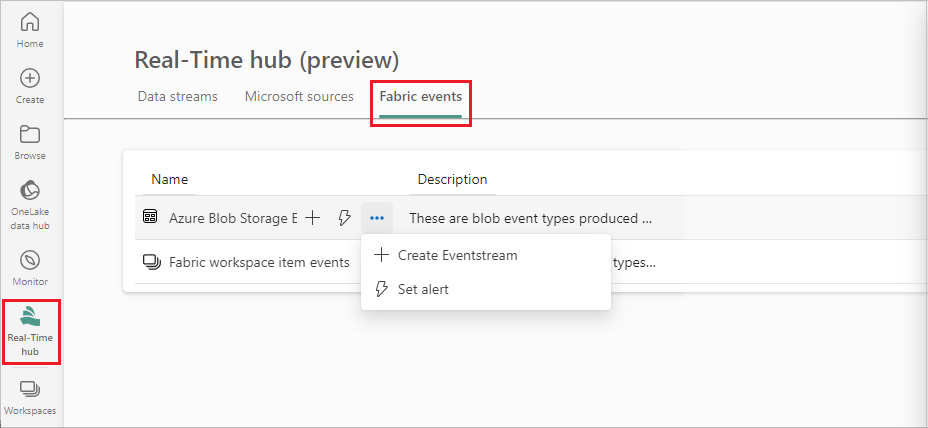 Home
Create
Browse
OneLake
data hub
Monitor
Real-Time
hub
Workspaces
Real-Time hub (preview)
Data streams Microsoft sources Fabric events
Name Description
Azure Blob Storage E These are blob event types produced ...
Fabric workspace item events types...
Create Eventstream
Set alert